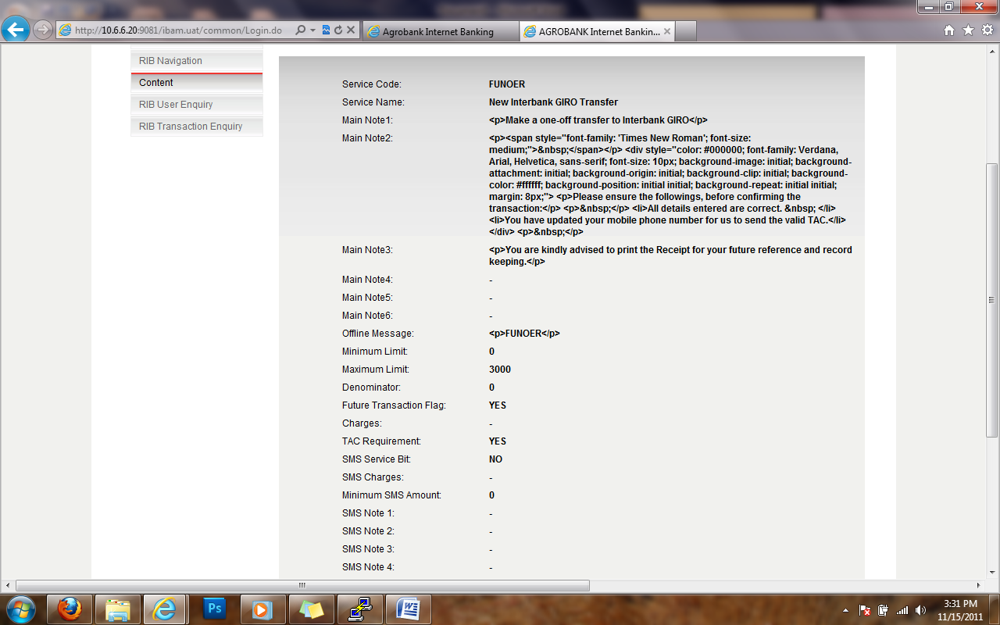 http://10.6.6.20:9081/ibam.uat/common/Login.do
Agrobank Internet Banking
AGROBANK Internet Bankin...
RIB Navigation
Content
RIB User Enquiry
RIB Transaction Enquiry
Service Code: FUNOER
Service Name: New Interbank GIRO Transfer
Main Note1: <p>Make a one-off transfer to Interbank GIRO</p>
Main Note2: <p><span style="font-family: 'Times New Roman'; font-size:
medium;">&nbsp;</span></p> <div style="color: #000000; font-family: Verdana,
Arial, Helvetica, sans-serif; font-size: 10px; background-image: initial; background-
attachment: initial; background-origin: initial; background-clip: initial; background-
color: #ffffff; background-position: initial initial; background-repeat: initial initial;
margin: 8px;"> <p>Please ensure the followings, before confirming the
transaction:</p> <p>&nbsp;</p> <li>All details entered are correct. &nbsp; </li>
<li>You have updated your mobile phone number for us to send the valid TAC.</li>
</div> <p>&nbsp;</p>
Main Note3: <p>You are kindly advised to print the Receipt for your future reference and record
keeping.</p>
Main Note4: -
Main Note5: -
Main Note6: -
Offline Message: <p>FUNOER</p>
Minimum Limit: 0
Maximum Limit: 3000
Denominator: 0
Future Transaction Flag: YES
Charges: -
TAC Requirement: YES
SMS Service Bit: NO
SMS Charges: -
Minimum SMS Amount: 0
SMS Note 1: -
SMS Note 2: -
SMS Note 3: -
SMS Note 4: -
Ps
3:31 PM
11/15/2011